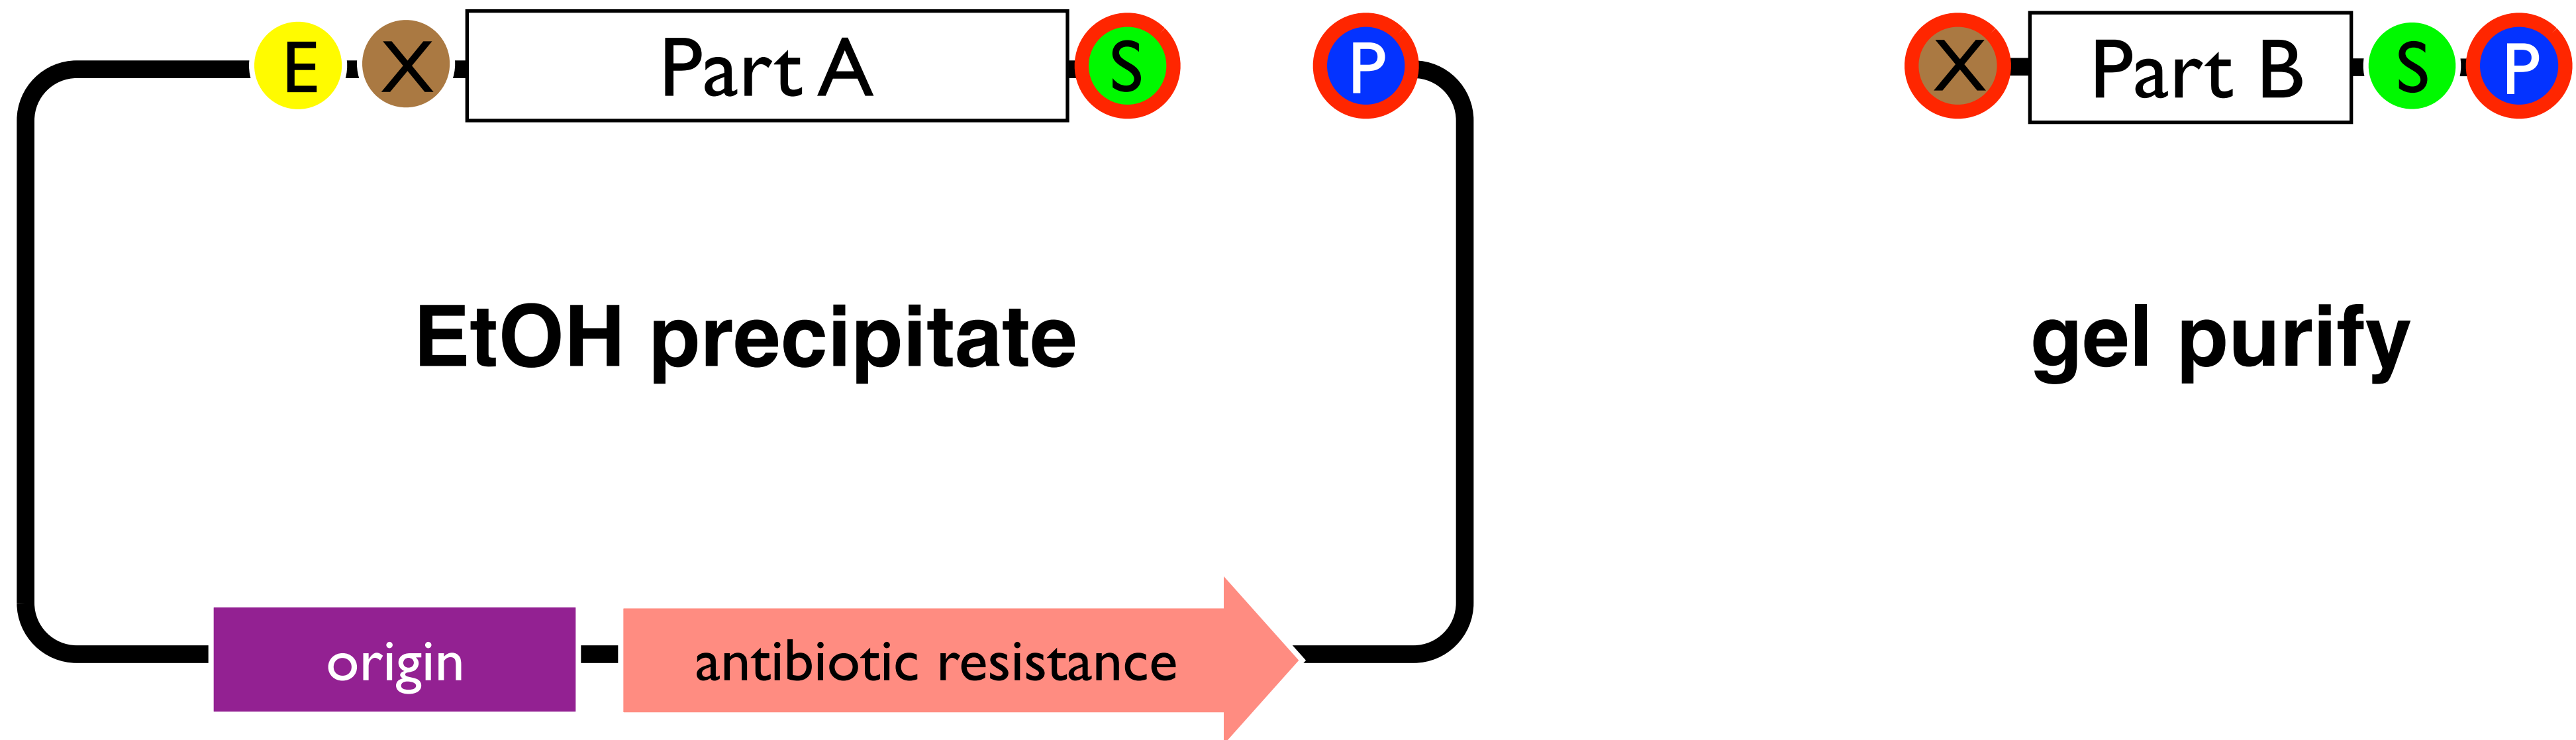 E X Part A S P X Part B S P
EtOH precipitate gel purify
origin antibiotic resistance